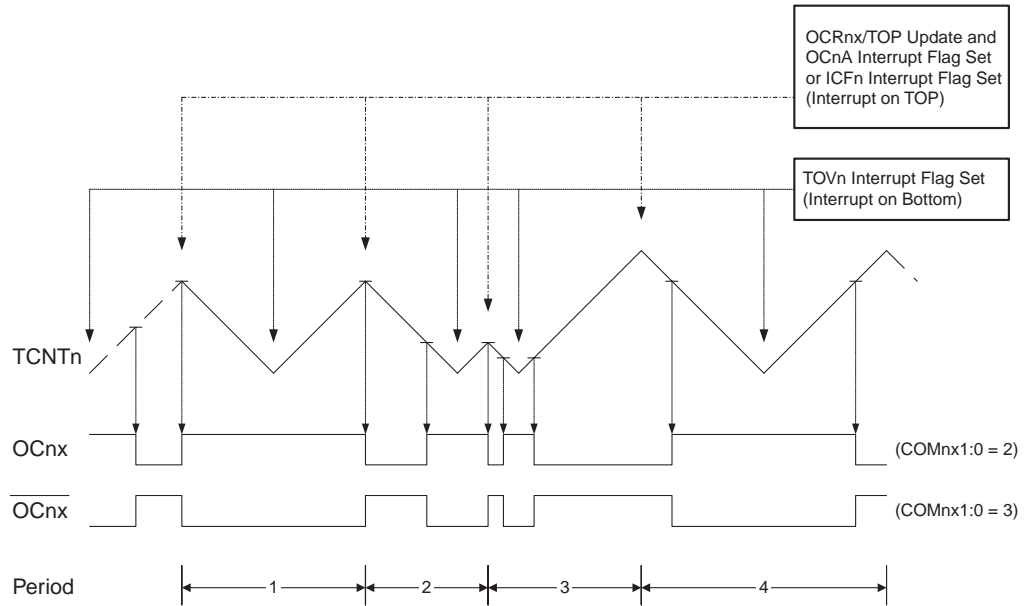 OCRnx/TOP Update and
OCnA Interrupt Flag Set
or ICFn Interrupt Flag Set
(Interrupt on TOP)
TOVn Interrupt Flag Set
(Interrupt on Bottom)
TCNTn
OCnx
(COMnx1:0 = 2)
OCnx
(COMnx1:0 = 3)
Period
1
2
3
4